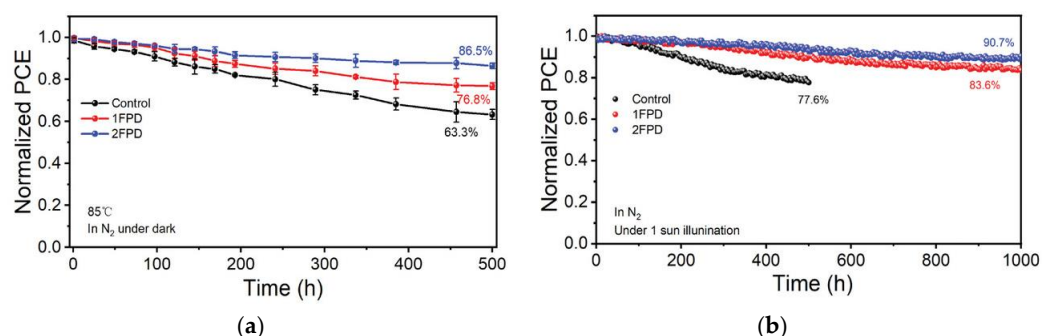 Normalized PCE
1.0
0.8
0.6
0.4
0.2
0.0
86.5%
76.8%
63.3%
Control
1FPD
2FPD
85℃
In N2 under dark
0 100 200 300 400 500
Time (h)
(a)
Normalized PCE
1.0
0.8
0.6
0.4
0.2
0.0
90.7%
83.6%
77.6%
Control
1FPD
2FPD
In N2
Under 1 sun illunination
0 200 400 600 800 1000
Time (h)
(b)